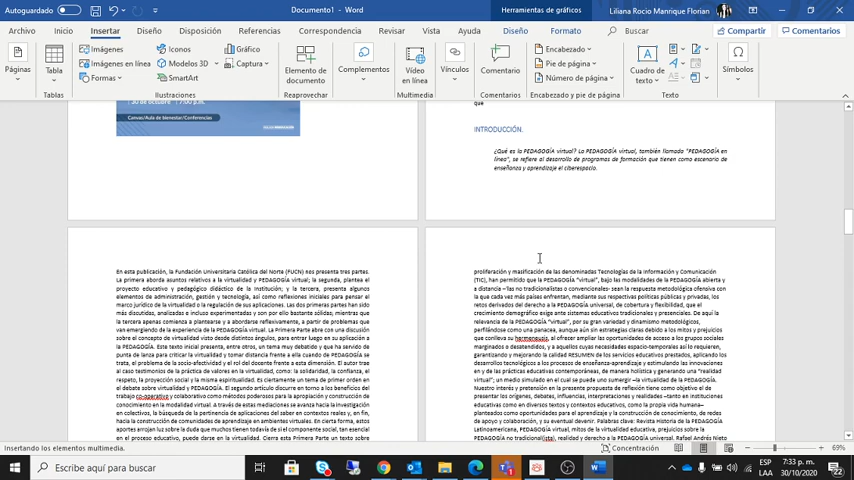 Autoguardado
Documento1 - Word
Herramientas de gráficos
Liliana Rocio Manrique Florian
Archivo Inicio Insertar Diseño Disposición Referencias Correspondencia Revisar Vista Ayuda Diseño Formato Buscar Compartir Comentarios
Páginas
Tabla
Tablas
Imágenes
Imágenes en línea
Formas
Iconos
Modelos 3D
SmartArt
Gráfico
Captura
Ilustraciones
Elemento de documento
Reaprovechar
Complementos
Vídeo en línea
Multimedia
Vínculos
Comentario
Comentarios
Encabezado
Pie de página
Número de página
Encabezado y pie de página
Cuadro de texto
Texto
Símbolos
30 de octubre | 7:00 p.m.
Canvas/Aula de bienestar/Conferencias
que
INTRODUCCIÓN.
¿Qué es la PEDAGOGÍA virtual? La PEDAGOGÍA virtual, también llamada "PEDAGOGÍA en
línea", se refiere al desarrollo de programas de formación que tienen como escenario de
enseñanza y aprendizaje el ciberespacio.
En esta publicación, la Fundación Universitaria Católica del Norte (FUCN) nos presenta tres partes.
La primera aborda asuntos relativos a la virtualidad y PEDAGOGÍA virtual; la segunda, plantea el
proyecto educativo y pedagógico didáctico de la Institución; y la tercera, presenta algunos
elementos de administración, gestión y tecnología, así como reflexiones iniciales para pensar el
marco jurídico de la virtualidad o la regulación de sus aplicaciones. Las dos primeras partes han sido
más discutidas, analizadas e incluso experimentadas y son por ello bastante sólidas; mientras que
la tercera apenas comienza a plantearse y a abordarse reflexivamente, a partir de problemas que
van emergiendo de la experiencia de la PEDAGOGÍA virtual. La Primera Parte abre con una discusión
sobre el concepto de virtualidad visto desde distintos ángulos, para entrar luego en su aplicación a
la PEDAGOGÍA. Este texto inicial presenta, entre otros, un tema muy debatido y que ha servido de
punta de lanza para criticar la virtualidad y tomar distancia frente a ella cuando de PEDAGOGÍA se
trata, el problema de la socio-afectividad y el rol del docente frente a esta dimensión. El autor trae
al caso testimonios de la práctica de valores en la virtualidad, como: la solidaridad, la confianza, el
respeto, la proyección social y la misma espiritualidad. Es ciertamente un tema de primer orden en
el debate sobre virtualidad y PEDAGOGÍA. El segundo artículo discurre en torno a los beneficios del
trabajo co-operativo y colaborativo como métodos poderosos para la apropiación y construcción de
conocimiento en la modalidad virtual. A través de estas mediaciones se avanza hacia la investigación
en colectivos, la búsqueda de la pertinencia de aplicaciones del saber en contextos reales y, en fin,
hacia la construcción de comunidades de aprendizaje en ambientes virtuales. En cierta forma, estos
aportes arrojan luz sobre la duda que muchos tienen todavía de si el componente social, tan esencial
en el proceso educativo, puede darse en la virtualidad. Cierra esta Primera Parte un texto sobre
proliferación y masificación de las denominadas Tecnologías de la Información y Comunicación
(TIC), han permitido que la PEDAGOGÍA "virtual", bajo las modalidades de la PEDAGOGÍA abierta y
a distancia –las no tradicionalistas o convencionales- sean la respuesta metodológica ofensiva con
la que cada vez más países enfrentan, mediante sus respectivas políticas públicas y privadas, los
retos derivados del derecho a la PEDAGOGÍA universal, de cobertura y flexibilidad, que el
crecimiento demográfico exige ante sistemas educativos tradicionales y presenciales. De aquí la
relevancia de la PEDAGOGÍA "virtual", por su gran variedad y dinamismo metodológicos,
perfilándose como una panacea, aunque aún sin estrategias claras debido a los mitos y prejuicios
que conlleva su hermenausis, al ofrecer ampliar las oportunidades de acceso a los grupos sociales
marginados o desatendidos, y a aquellos cuyas necesidades espacio-temporales así lo requieren,
garantizando y mejorando la calidad RESUMEN de los servicios educativos prestados, aplicando los
desarrollos tecnológicos a los procesos de enseñanza-aprendizaje y estimulando las innovaciones
en y las prácticas educativas contemporáneas, de manera holística y generando una "realidad
virtual"; un medio simulado en el cual se puede uno sumergir –la virtualidad de la PEDAGOGÍA.
Nuestro interés y pretensión en la presente propuesta de reflexión tiene como objetivo el de
presentar los orígenes, debates, influencias, interpretaciones y realidades –tanto en instituciones
educativas como en diversos textos y contextos educativos, como la propia vida humana–
planteados como oportunidades para el aprendizaje y la construcción de conocimiento, de redes
de apoyo y cooperación, y su eventual devenir. Palabras clave: Revista Historia de la PEDAGOGÍA
Latinoamericana, PEDAGOGÍA virtual, mitos de la virtualidad educativa, prejuicios sobre la
PEDAGOGÍA no tradicional(ista), realidad y derecho a la PEDAGOGÍA universal. Rafael Andrés Nieto
Insertando los elementos multimedia.
Concentración
69%
Escribe aquí para buscar
ESP
LAA
7:33 p. m.
30/10/2020
22